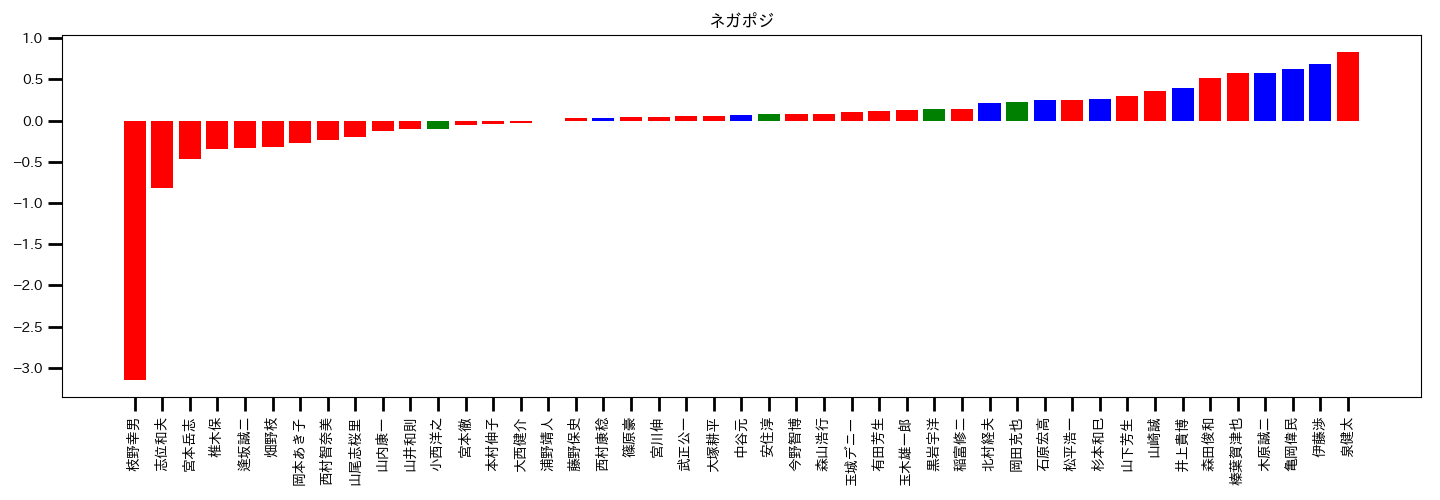 ネガポジ
1.0
0.5
0.0
−0.5
−1.0
−1.5
−2.0
−2.5
−3.0
枝野幸男
志位和夫
宮本岳志
椎木保
逢坂誠二
畑野枝
岡本あき子
西村智奈美
山尾志桜里
山内康一
山井和則
小西洋之
宮本徹
本村伸子
大西健介
浦野靖人
藤野保史
西村康稔
篠原豪
宮川伸
武正公一
大塚耕平
中谷元
安住淳
今野智博
森山浩行
玉城デニー
有田芳生
玉木雄一郎
黒岩宇洋
稲富修二
北村経夫
岡田克也
石原宏高
松平浩一
杉本和巳
山下芳生
山崎誠
井上貴博
森田俊和
榛葉賀津也
木原誠二
亀岡偉民
伊藤渉
泉健太